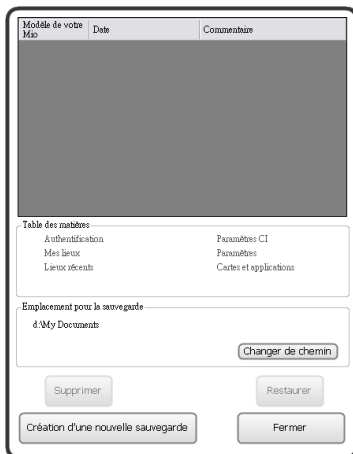 Modèle de votre Mio Date Commentaire
Table des matières
Authentification Paramètres CI
Mes lieux Paramètres
Lieux récents Cartes et applications
Emplacement pour la sauvegarde
d:\My Documents
Changer de chemin
Supprimer Restaurer
Création d'une nouvelle sauvegarde Fermer